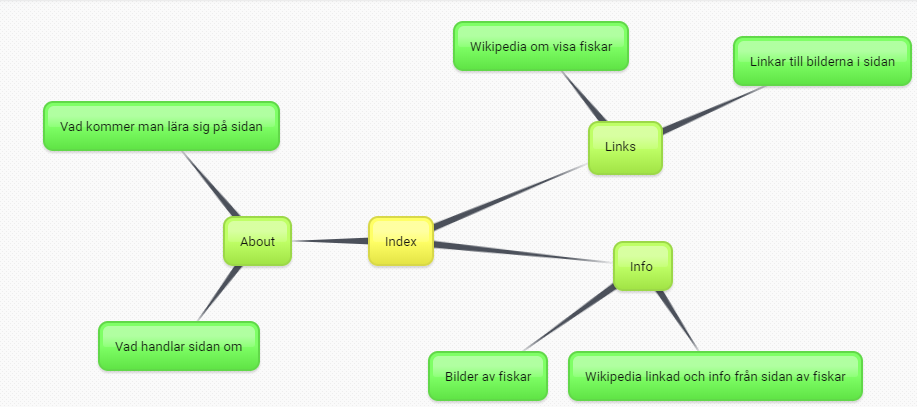 Wikipedia om visa fiskar
Linkar till bilderna i sidan
Vad kommer man lära sig på sidan
Links
About
Index
Info
Vad handlar sidan om
Bilder av fiskar
Wikipedia linkad och info från sidan av fiskar